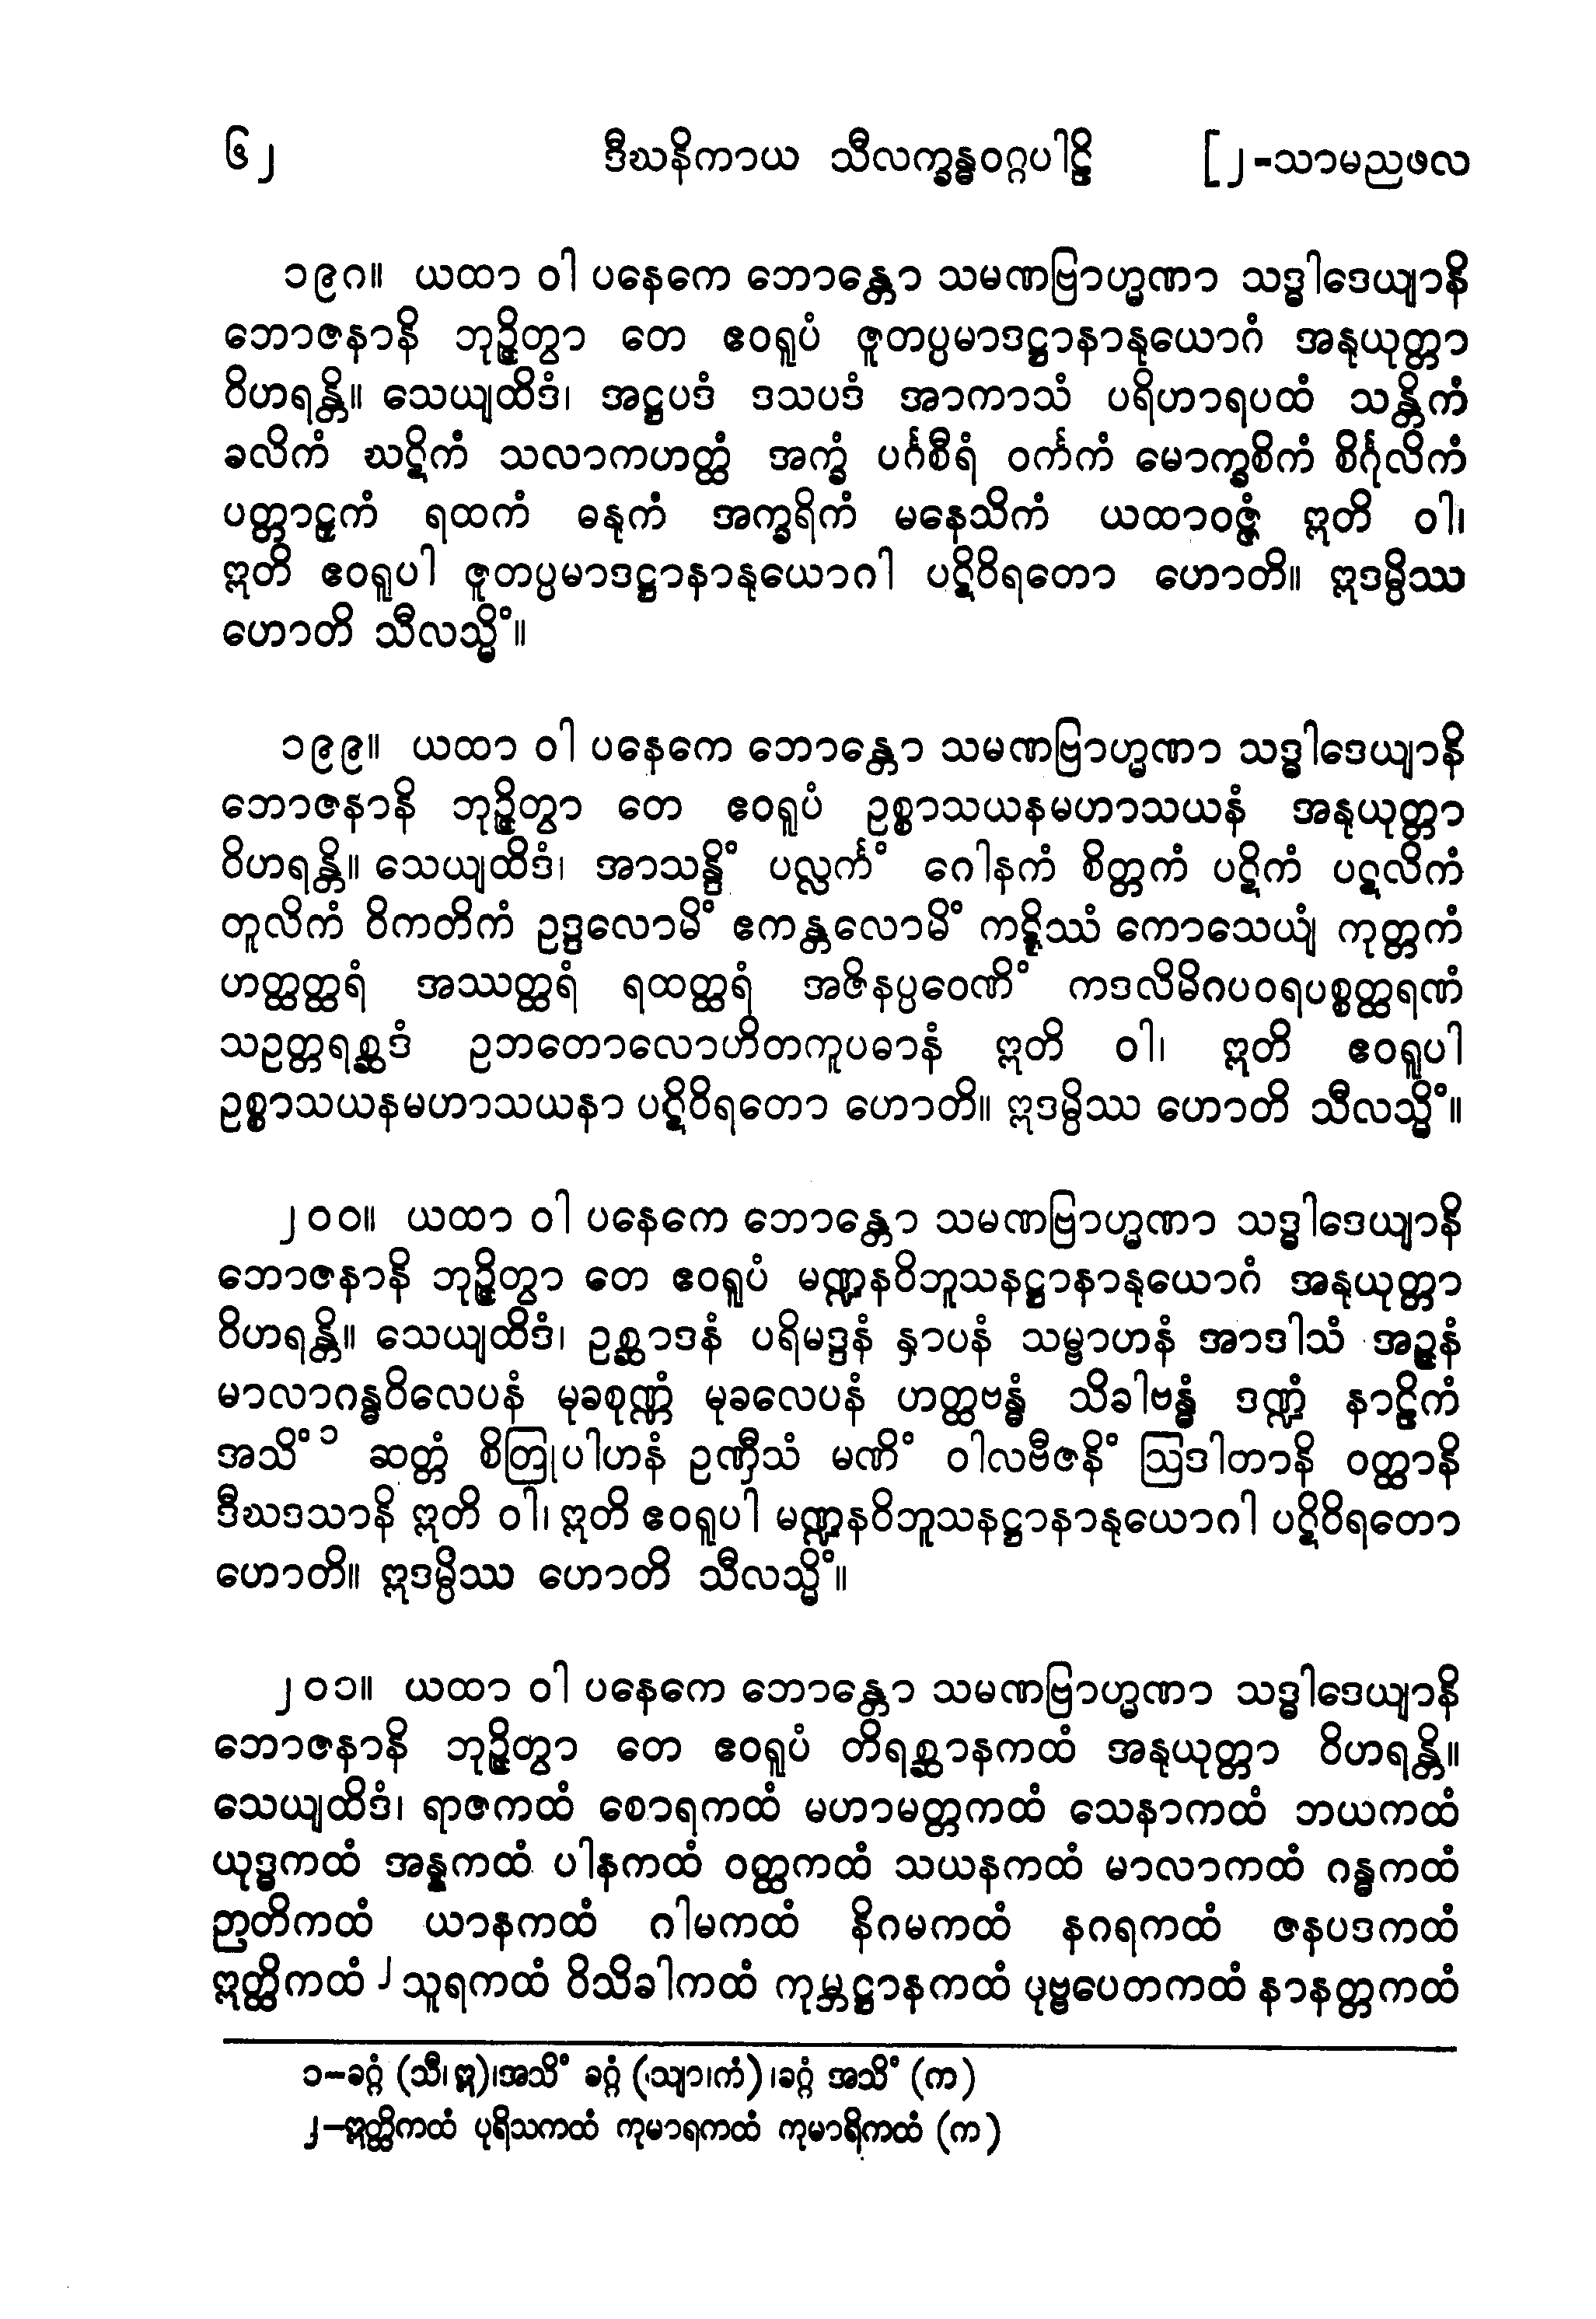 ၆၂ ဒီဃနိကာယ သီလက္ခန္ဓဝဂ္ဂပါဠိ [၂-သာမညဖလ
၁၉ဂ။ ယထာ ဝါ ပနေကေ ဘောန္တော သမဏဗြာဟ္မဏာ သဒ္ဓါဒေယျာနိ
ဘောဇနာနိ ဘုဉ္ဇိတွာ တေ ဧဝရူပံ ဇူတပ္ပမာဒဋ္ဌာနာနုယောဂံ အနုယုတ္တာ
ဝိဟရန္တိ။ သေယျထိဒံ၊ အဋ္ဌပဒံ ဒသပဒံ အာကာသံ ပရိဟာရပထံ သန္တိကံ
ခလိကံ ဃဋိကံ သလာကဟတ္ထံ အက္ခံ ပင်္ဂစီရံ ဝင်္ကကံ မောက္ခစိကံ စိင်္ဂုလိကံ
ပတ္တာဠှကံ ရထကံ ဓနုကံ အက္ခရိကံ မနေသိကံ ယထာဝဇ္ဇံ ဣတိ ဝါ၊
ဣတိ ဧဝရူပါ ဇူတပ္ပမာဒဋ္ဌာနာနုယောဂါ ပဋိဝိရတော ဟောတိ။ ဣဒမ္ပိဿ
ဟောတိ သီလသ္မိံ။
၁၉၉။ ယထာ ဝါ ပနေကေ ဘောန္တော သမဏဗြာဟ္မဏာ သဒ္ဓါဒေယျာနိ
ဘောဇနာနိ ဘုဉ္ဇိတွာ တေ ဧဝရူပံ ဥစ္စာသယနမဟာသယနံ အနုယုတ္တာ
ဝိဟရန္တိ။ သေယျထိဒံ၊ အာသန္ဒိံ ပလ္လင်္ကံ ဂေါနကံ စိတ္တကံ ပဋိကံ ပဋလိကံ
တူလိကံ ဝိကတိကံ ဥဒ္ဒလောမိံ ဧကန္တလောမိံ ကဋ္ဋိဿံ ကောသေယျံ ကုတ္တကံ
ဟတ္ထတ္ထရံ အဿတ္ထရံ ရထတ္ထရံ အဇိနပ္ပဝေဏိံ ကဒလိမိဂပဝရပစ္စတ္ထရဏံ
သဥတ္တရစ္ဆဒံ ဥဘတောလောဟိတကူပဓာနံ ဣတိ ဝါ၊ ဣတိ ဧဝရူပါ
ဥစ္စာသယနမဟာသယနာ ပဋိဝိရတော ဟောတိ။ ဣဒမ္ပိဿ ဟောတိ သီလသ္မိံ။
၂၀၀။ ယထာ ဝါ ပနေကေ ဘောန္တော သမဏဗြာဟ္မဏာ သဒ္ဓါဒေယျာနိ
ဘောဇနာနိ ဘုဉ္ဇိတွာ တေ ဧဝရူပံ မဏ္ဍနဝိဘူသနဋ္ဌာနာနုယောဂံ အနုယုတ္တာ
ဝိဟရန္တိ။ သေယျထိဒံ၊ ဥစ္ဆာဒနံ ပရိမဒ္ဒနံ နှာပနံ သမ္ဗာဟနံ အာဒါသံ အဉ္ဇနံ
မာလာဂန္ဓဝိလေပနံ မုခစုဏ္ဏံ မုခလေပနံ ဟတ္ထဗန္ဓံ သိခါဗန္ဓံ ဒဏ္ဍံ နာဠိကံ
အသိံ ၁ ဆတ္တံ စိတြုပါဟနံ ဥဏှီသံ မဏိံ ဝါလဗီဇနိံ ဩဒါတာနိ ဝတ္ထာနိ
ဒီဃဒသာနိ ဣတိ ဝါ၊ ဣတိ ဧဝရူပါ မဏ္ဍနဝိဘူသနဋ္ဌာနာနုယောဂါ ပဋိဝိရတော
ဟောတိ။ ဣဒမ္ပိဿ ဟောတိ သီလသ္မိံ။
၂၀၁။ ယထာ ဝါ ပနေကေ ဘောန္တော သမဏဗြာဟ္မဏာ သဒ္ဓါဒေယျာနိ
ဘောဇနာနိ ဘုဉ္ဇိတွာ တေ ဧဝရူပံ တိရစ္ဆာနကထံ အနုယုတ္တာ ဝိဟရန္တိ။
သေယျထိဒံ၊ ရာဇကထံ စောရကထံ မဟာမတ္တကထံ သေနာကထံ ဘယကထံ
ယုဒ္ဓကထံ အန္နကထံ ပါနကထံ ဝတ္ထကထံ သယနကထံ မာလာကထံ ဂန္ဓကထံ
ဉာတိကထံ ယာနကထံ ဂါမကထံ နိဂမကထံ နဂရကထံ ဇနပဒကထံ
ဣတ္ထိကထံ ၂ သူရကထံ ဝိသိခါကထံ ကုမ္ဘဋ္ဌာနကထံ ပုဗ္ဗပေတကထံ နာနတ္တကထံ
၁-ခဂ္ဂံ (သီ၊ ဣ)၊အသိံ ခဂ္ဂံ (သျာ၊ကံ)၊ခဂ္ဂံ အသိံ (က)
၂-ဣတ္ထိကထံ ပုရိသကထံ ကုမာရကထံ ကုမာရိကထံ (က)